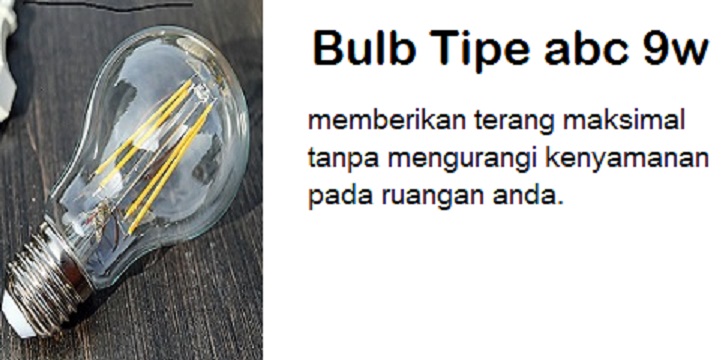 Bulb Tipe abc 9w
memberikan terang maksimal
tanpa mengurangi kenyamanan
pada ruangan anda.